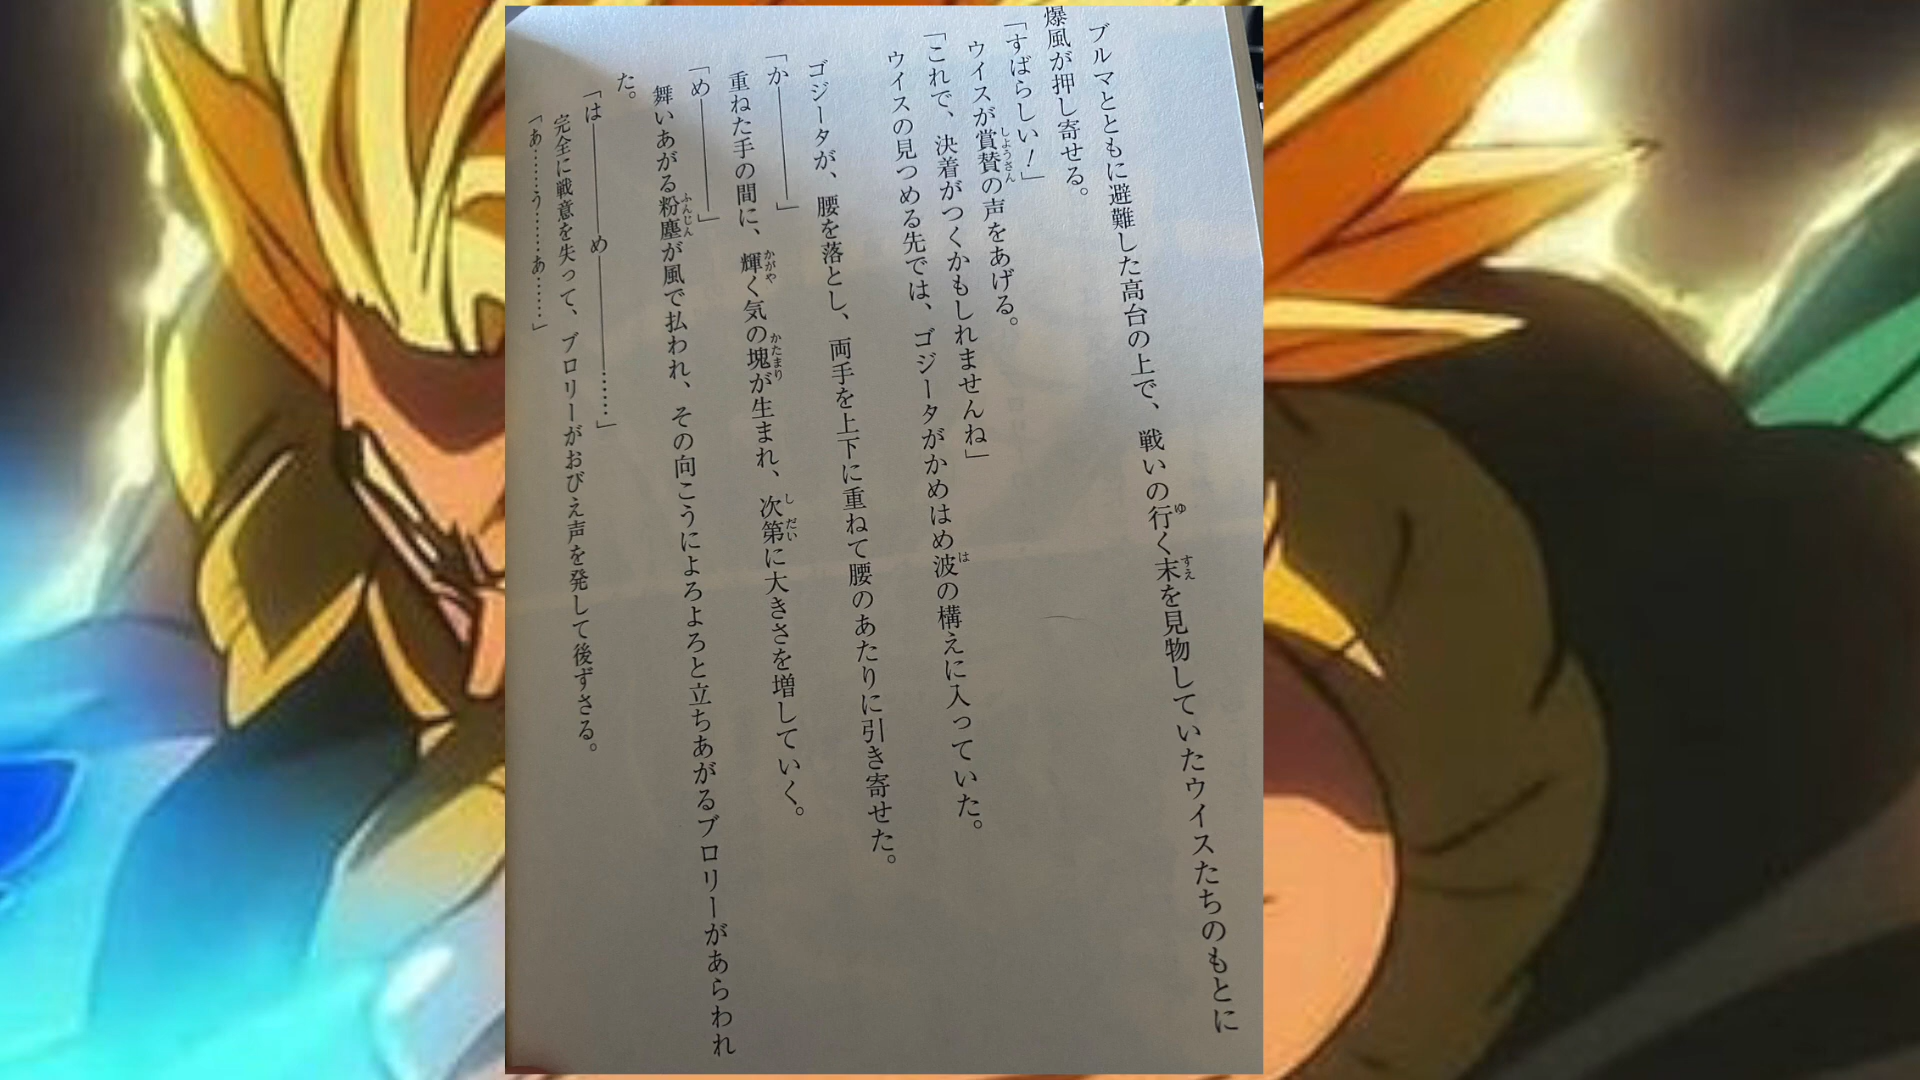 ブルマとともに避難した高台の上で、戦いの行く末を見物していたウイスたちのもとに
爆風が押し寄せる。
「すばらしい！」
ウイスが賞賛の声をあげる。
「これで、決着がつくかもしれませんね」
ウイスの見つめる先では、ゴジータがかめはめ波の構えに入っていた。
ゴジータが、腰を落とし、両手を上下に重ねて腰のあたりに引き寄せた。
「か――――」
重ねた手の間に、輝く気の塊が生まれ、次第に大きさを増していく。
「め――――」
舞いあがる粉塵が風で払われ、その向こうによろよろと立ちあがるブロリーがあらわれ
た。
「は――――め――――……」
完全に戦意を失って、ブロリーがおびえ声を発して後ずさる。
「あ……う……あ……」